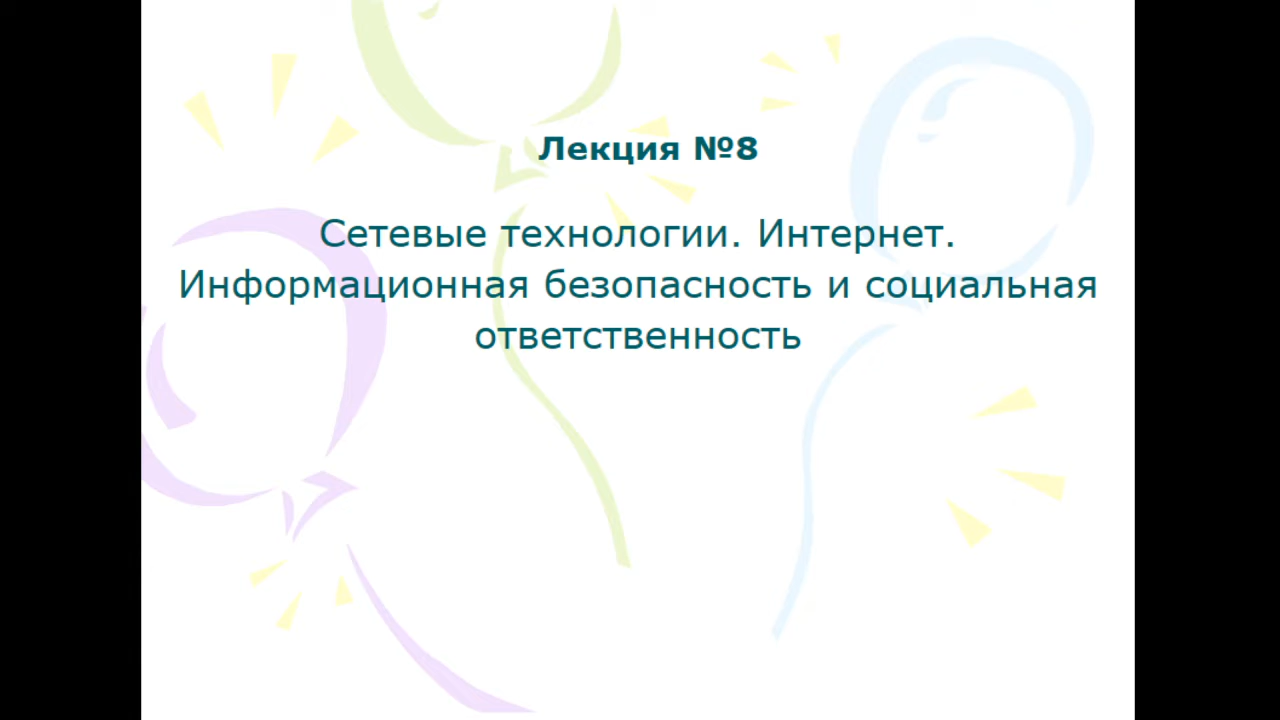 Лекция №8
Сетевые технологии. Интернет.
Информационная безопасность и социальная
ответственность